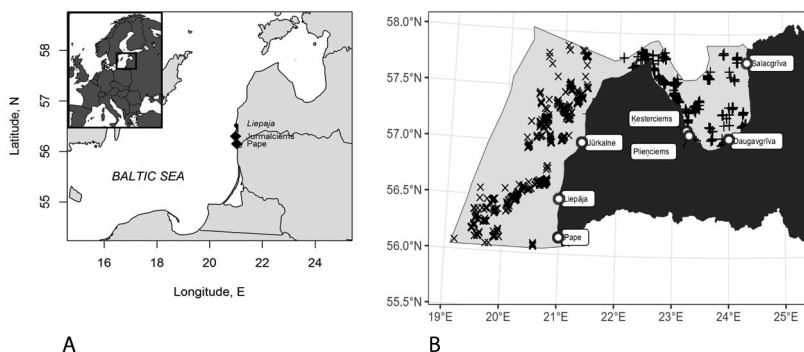 58
57
56
55
16
18
20
22
24
Latitude, N
Longitude, E
BALTIC SEA
Liepaja
Jurmalciems
Pape
A
58.0°N
57.5°N
57.0°N
56.5°N
56.0°N
55.5°N
19°E
20°E
21°E
22°E
23°E
24°E
25°E
Salacgrīva
Ķesterciems
Jūrkalne
Plieņciems
Daugavgrīva
Liepāja
Pape
B